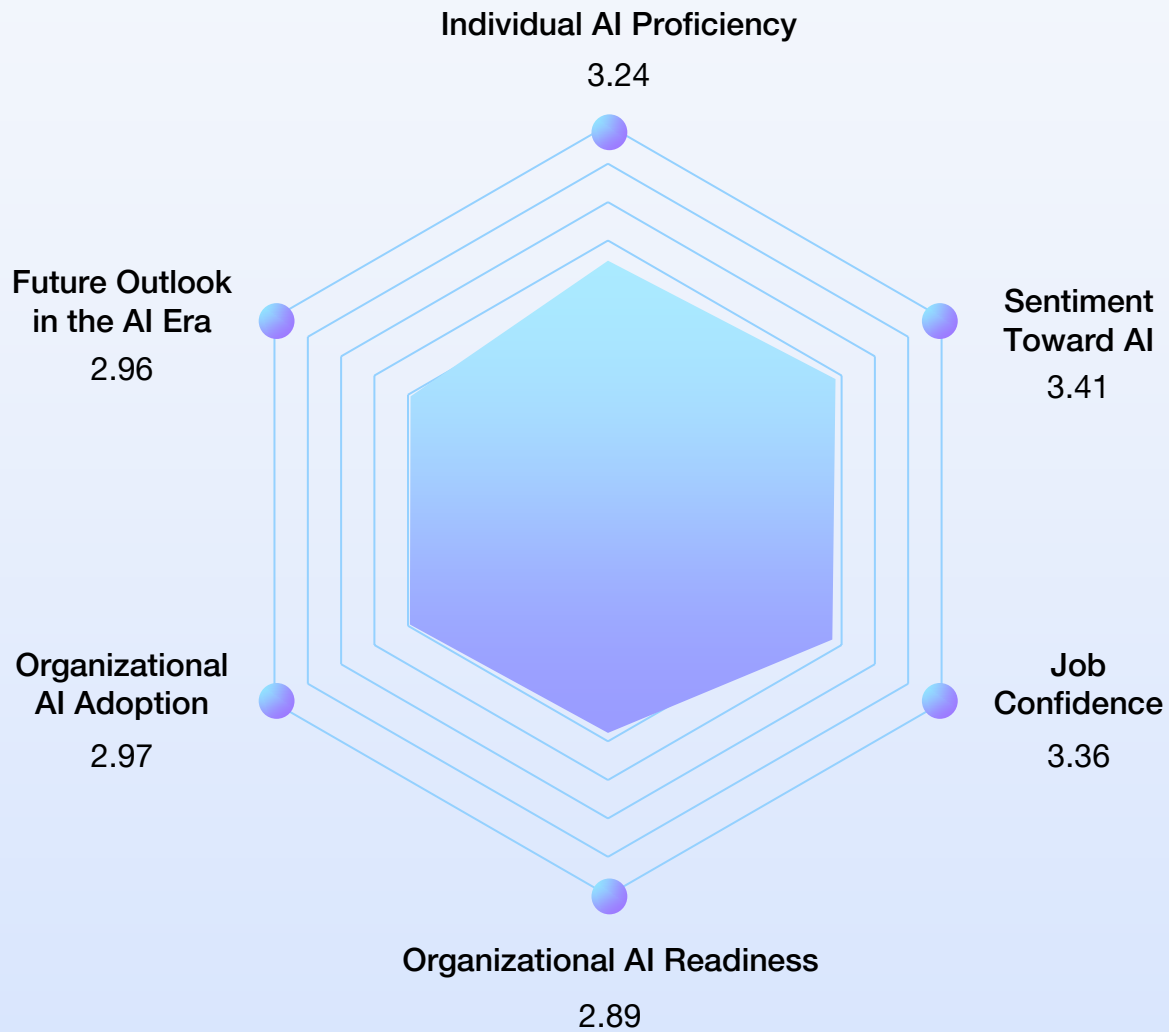 Individual AI Proficiency
3.24
Future Outlook
in the AI Era
2.96
Sentiment
Toward AI
3.41
Organizational
AI Adoption
2.97
Job
Confidence
3.36
Organizational AI Readiness
2.89